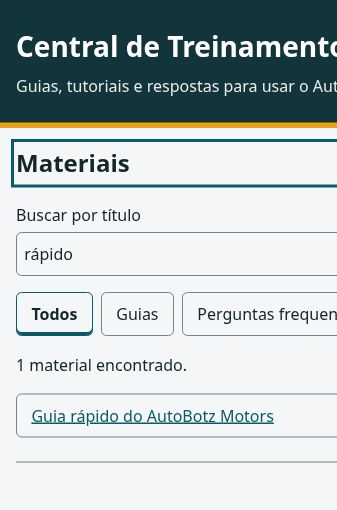 Central de Treinamento
Guias, tutoriais e respostas para usar o Aut
Materiais
Buscar por título
rápido
Todos
Guias
Perguntas frequen
1 material encontrado.
Guia rápido do AutoBotz Motors